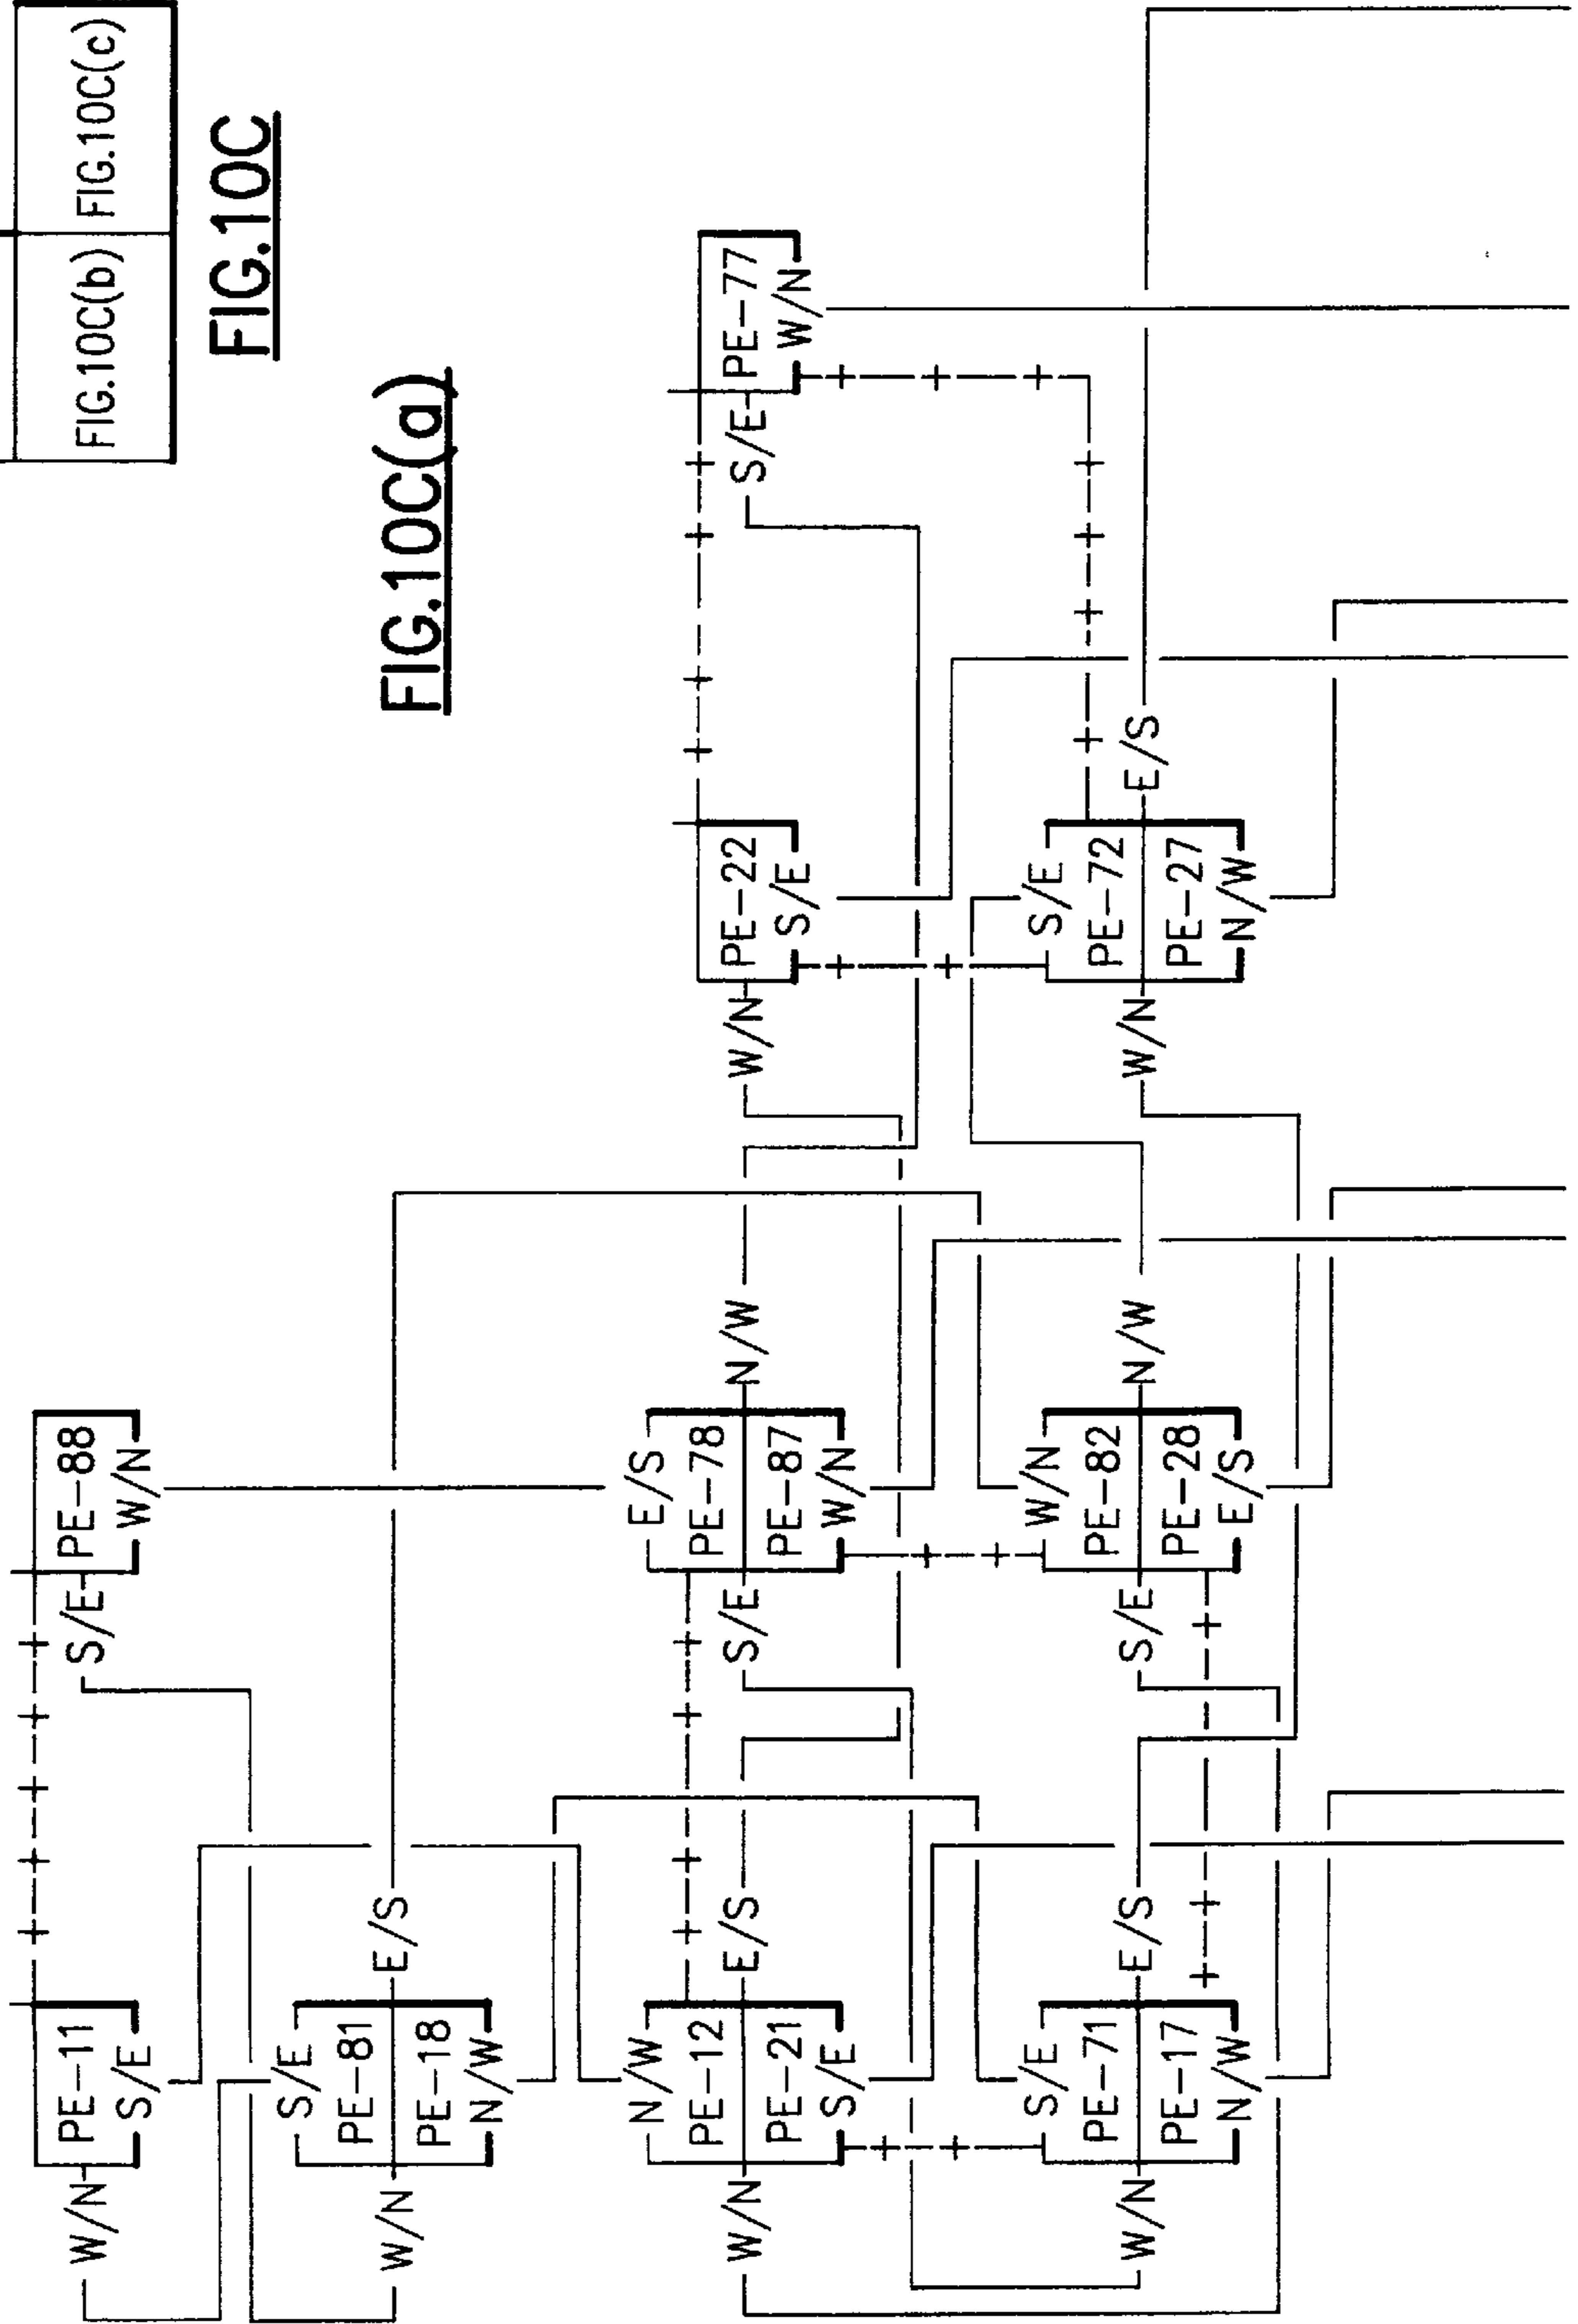 FIG.10C(b) FIG.10C(c)
FIG.10C
FIG.10C(a)
PE-11
W/N
S/E
PE-88
S/E
W/N
S/E
PE-81
PE-18
W/N
E/S
N/W
N/W
PE-12
PE-21
W/N
E/S
S/E
E/S
PE-78
PE-87
S/E
N/W
W/N
PE-22
W/N
S/E
PE-77
S/E
W/N
S/E
PE-71
PE-17
W/N
E/S
N/W
W/N
PE-82
PE-28
S/E
N/W
E/S
S/E
PE-72
PE-27
W/N
E/S
N/W